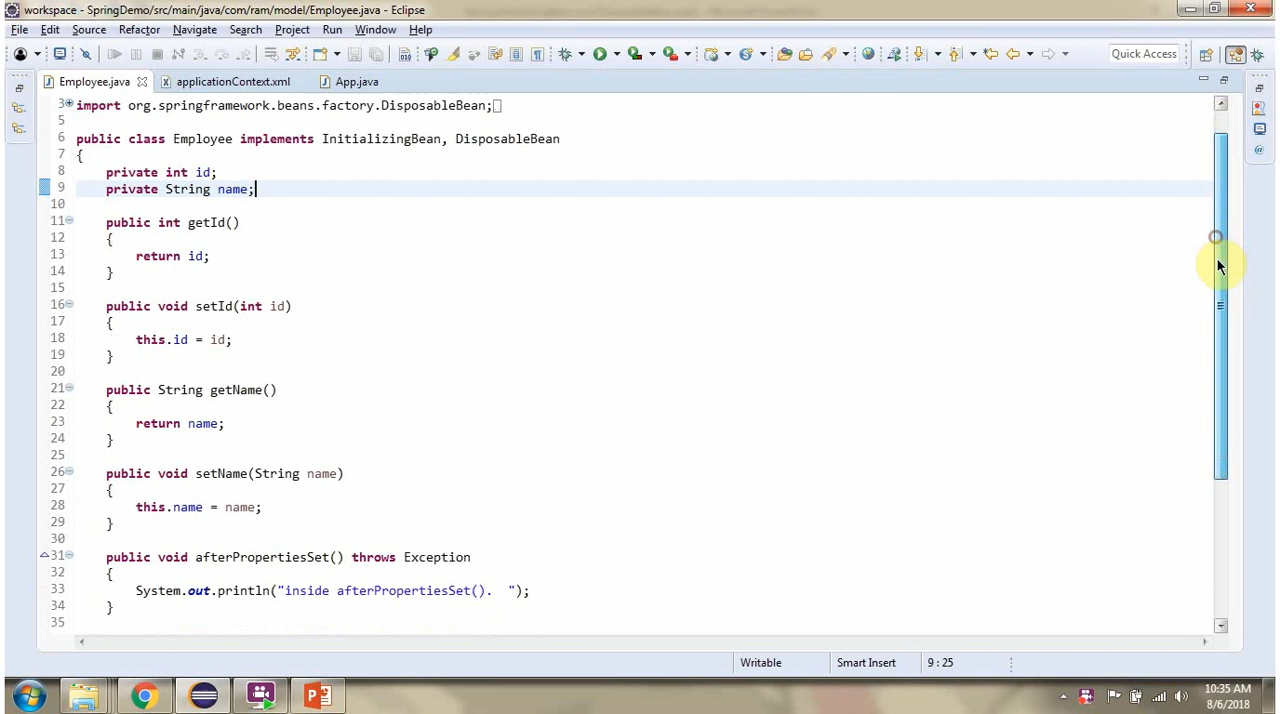 workspace - SpringDemo/src/main/java/com/ram/model/Employee.java - Eclipse
File Edit Source Refactor Navigate Search Project Run Window Help
Quick Access
Employee.java applicationContext.xml App.java
3 import org.springframework.beans.factory.DisposableBean;
5
6 public class Employee implements InitializingBean, DisposableBean
7 {
8 private int id;
9 private String name;
10
11 public int getId()
12 {
13 return id;
14 }
15
16 public void setId(int id)
17 {
18 this.id = id;
19 }
20
21 public String getName()
22 {
23 return name;
24 }
25
26 public void setName(String name)
27 {
28 this.name = name;
29 }
30
31 public void afterPropertiesSet() throws Exception
32 {
33 System.out.println("inside afterPropertiesSet().  ");
34 }
35
Writable Smart Insert 9 : 25
10:35 AM
8/6/2018